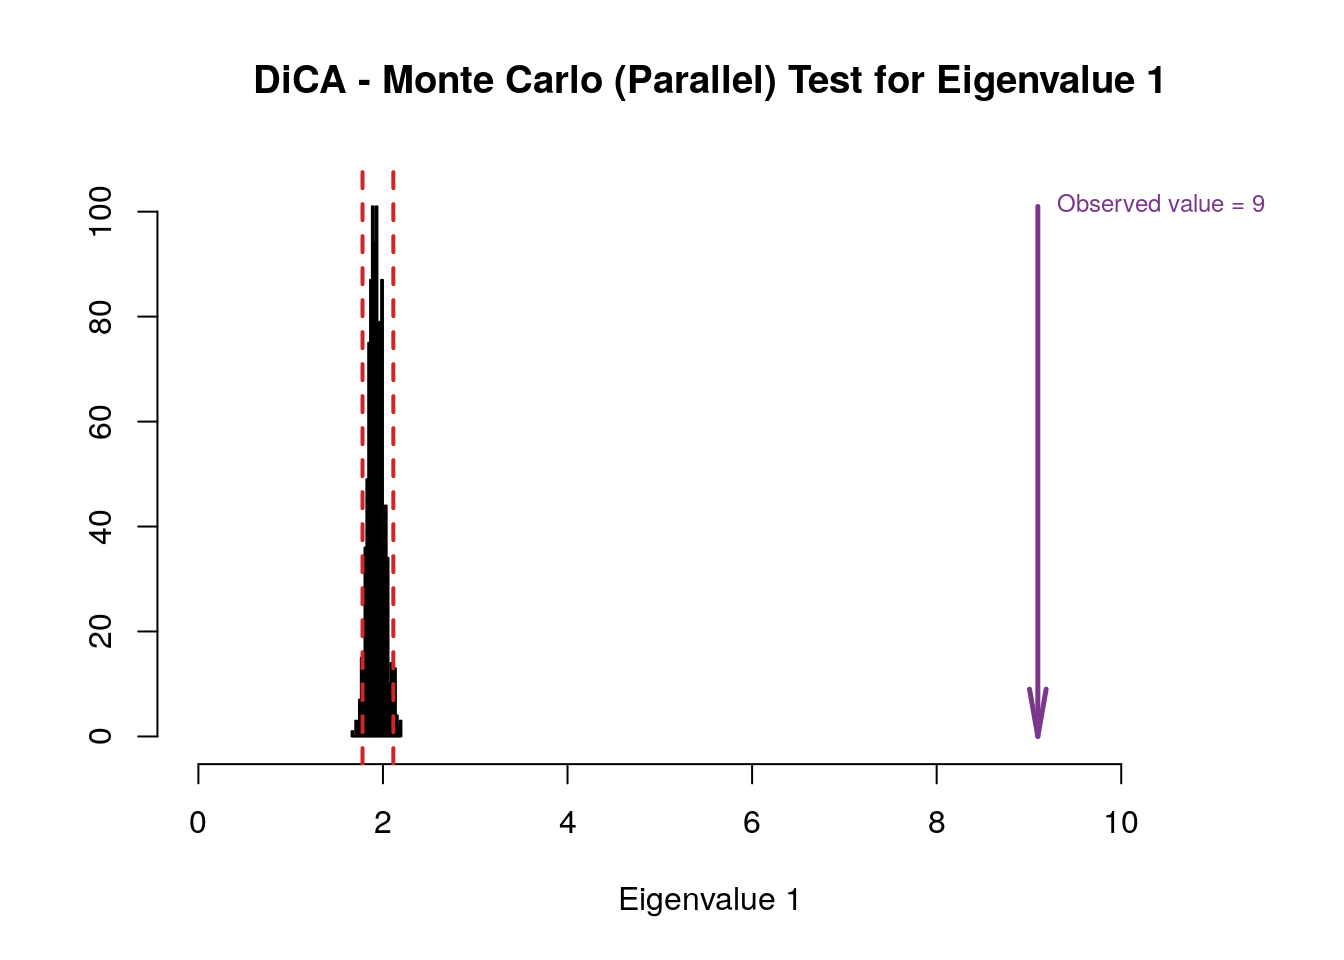 DiCA - Monte Carlo (Parallel) Test for Eigenvalue 1
Observed value = 9
100
80
60
40
20
0
0 2 4 6 8 10
Eigenvalue 1